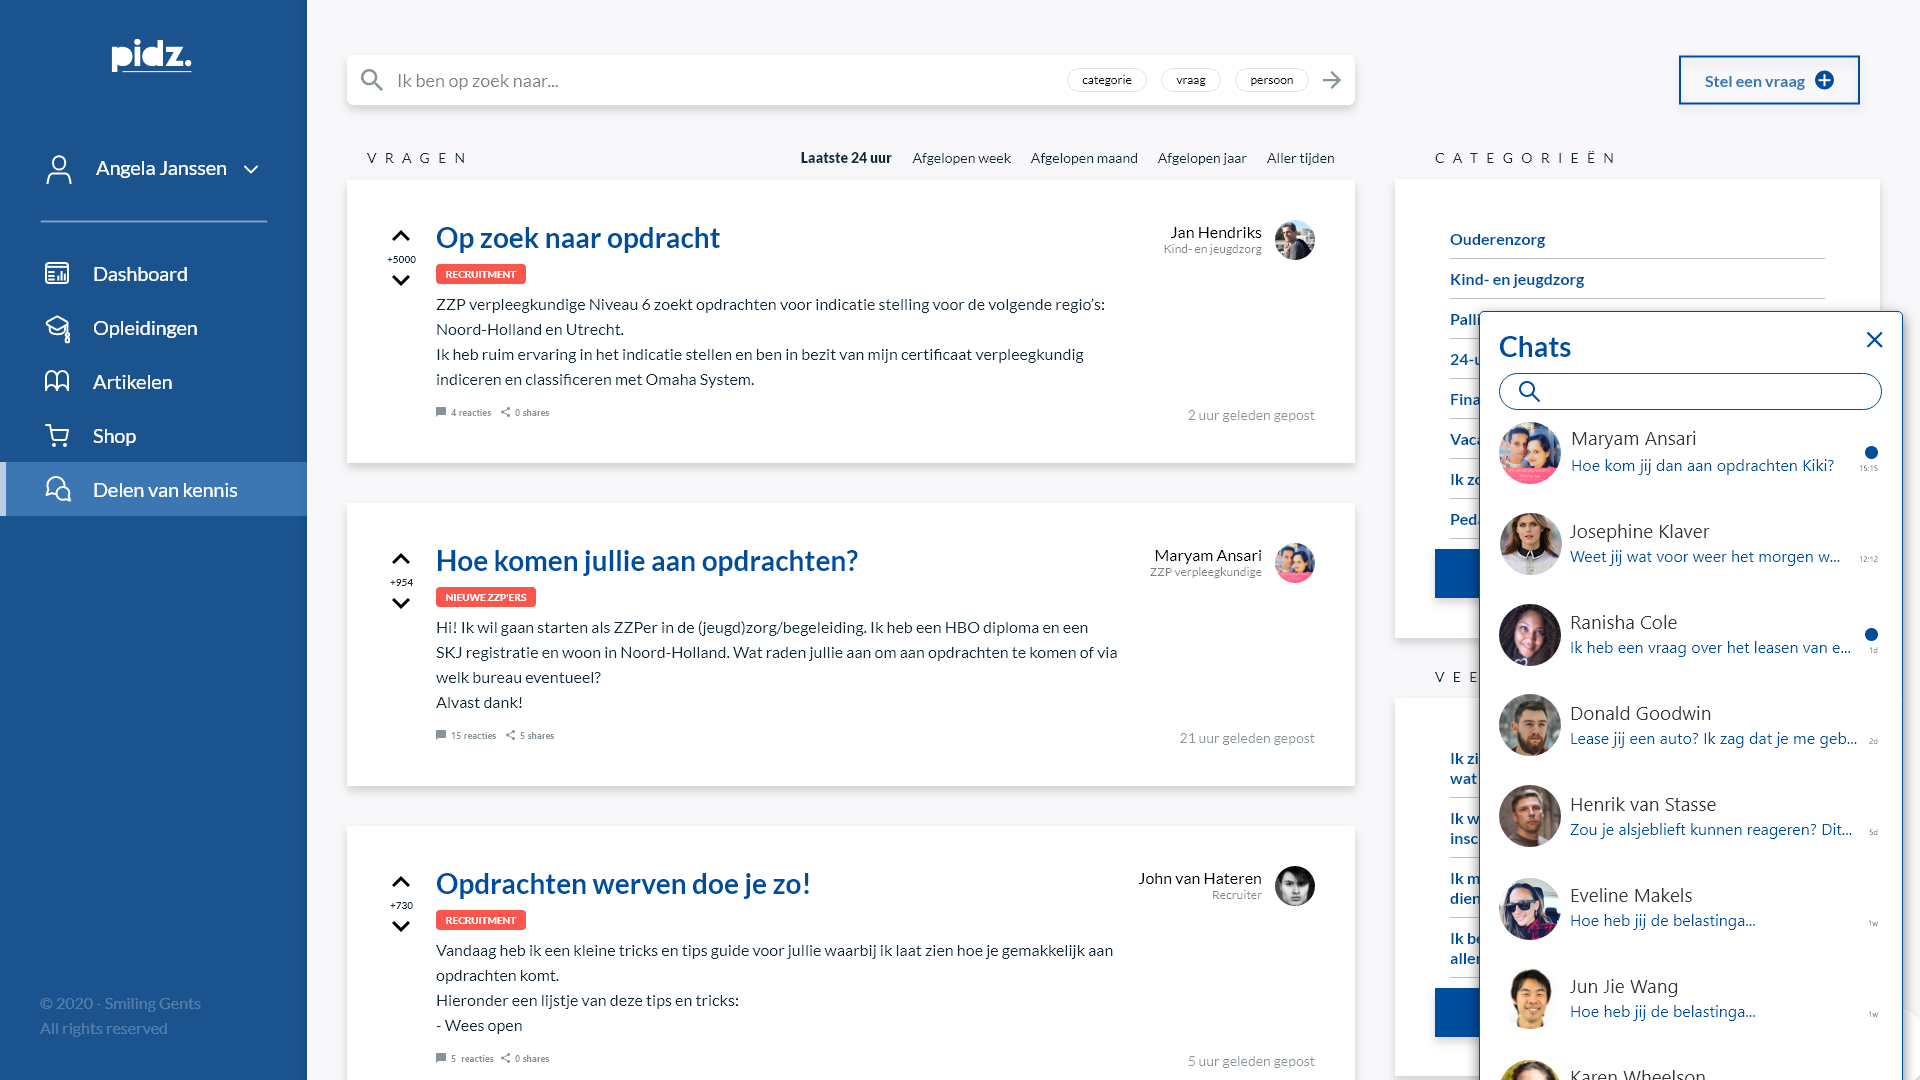 pidz.
Angela Janssen
Dashboard
Opleidingen
Artikelen
Shop
Delen van kennis
© 2020 - Smiling Gents
All rights reserved
Ik ben op zoek naar...
categorie
vraag
persoon
Stel een vraag
VRAGEN
Laatste 24 uur
Afgelopen week
Afgelopen maand
Afgelopen jaar
Aller tijden
+5000
Op zoek naar opdracht
RECRUITMENT
Jan Hendriks
Kind- en jeugdzorg
ZZP verpleegkundige Niveau 6 zoekt opdrachten voor indicatie stelling voor de volgende regio’s:
Noord-Holland en Utrecht.
Ik heb ruim ervaring in het indicatie stellen en ben in bezit van mijn certificaat verpleegkundig
indiceren en classificeren met Omaha System.
4 reacties
0 shares
2 uur geleden gepost
+954
Hoe komen jullie aan opdrachten?
NIEUWE ZZP'ERS
Maryam Ansari
ZZP verpleegkundige
Hi! Ik wil gaan starten als ZZPer in de (jeugd)zorg/begeleiding. Ik heb een HBO diploma en een
SKJ registratie en woon in Noord-Holland. Wat raden jullie aan om aan opdrachten te komen of via
welk bureau eventueel?
Alvast dank!
15 reacties
5 shares
21 uur geleden gepost
+730
Opdrachten werven doe je zo!
RECRUITMENT
John van Hateren
Recruiter
Vandaag heb ik een kleine tricks en tips guide voor jullie waarbij ik laat zien hoe je gemakkelijk aan
opdrachten komt.
Hieronder een lijstje van deze tips en tricks:
- Wees open
5 reacties
0 shares
5 uur geleden gepost
CATEGORIEËN
Ouderenzorg
Kind- en jeugdzorg
Palli
24-u
Fina
Vaca
Ik zo
Peda
VEE
Ik zi
wat
Ik w
insc
Ik m
dien
Ik be
aller
Chats
Maryam Ansari
Hoe kom jij dan aan opdrachten Kiki?
15:15
Josephine Klaver
Weet jij wat voor weer het morgen w...
12:12
Ranisha Cole
Ik heb een vraag over het leasen van e...
1d
Donald Goodwin
Lease jij een auto? Ik zag dat je me geb...
2d
Henrik van Stasse
Zou je alsjeblieft kunnen reageren? Dit...
5d
Eveline Makels
Hoe heb jij de belastinga...
1w
Jun Jie Wang
Hoe heb jij de belastinga...
1w
Karen Wheelson